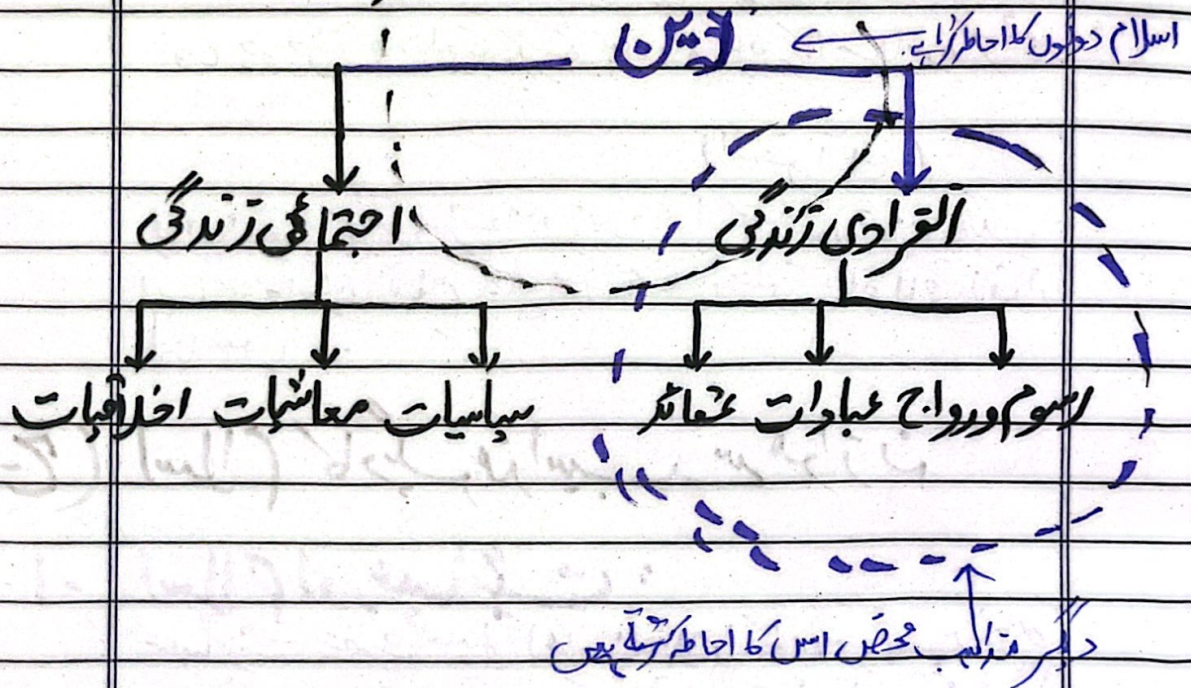 دین
اسلام دونوں کا احاطہ کرتا ہے۔
انفرادی زندگی
اجتماعی زندگی
رسوم ورواج عبادات عقائد
سیاسیات معاشیات اخلاقیات
دیگر مذاہب محض اس کا احاطہ کرتے ہیں